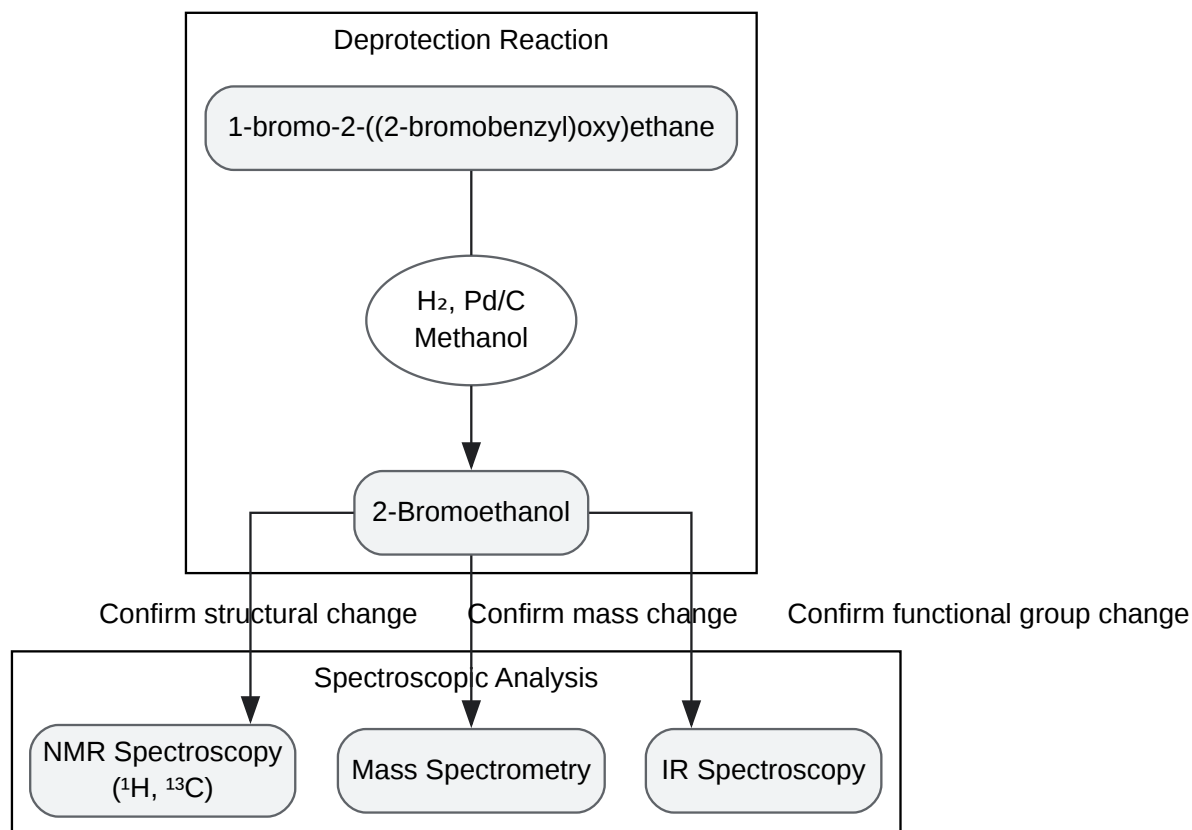 Deprotection Reaction
1-bromo-2-((2-bromobenzyl)oxy)ethane
H₂, Pd/C
Methanol
2-Bromoethanol
Confirm structural change
Confirm mass change
Confirm functional group change
Spectroscopic Analysis
NMR Spectroscopy
(¹H, ¹³C)
Mass Spectrometry
IR Spectroscopy